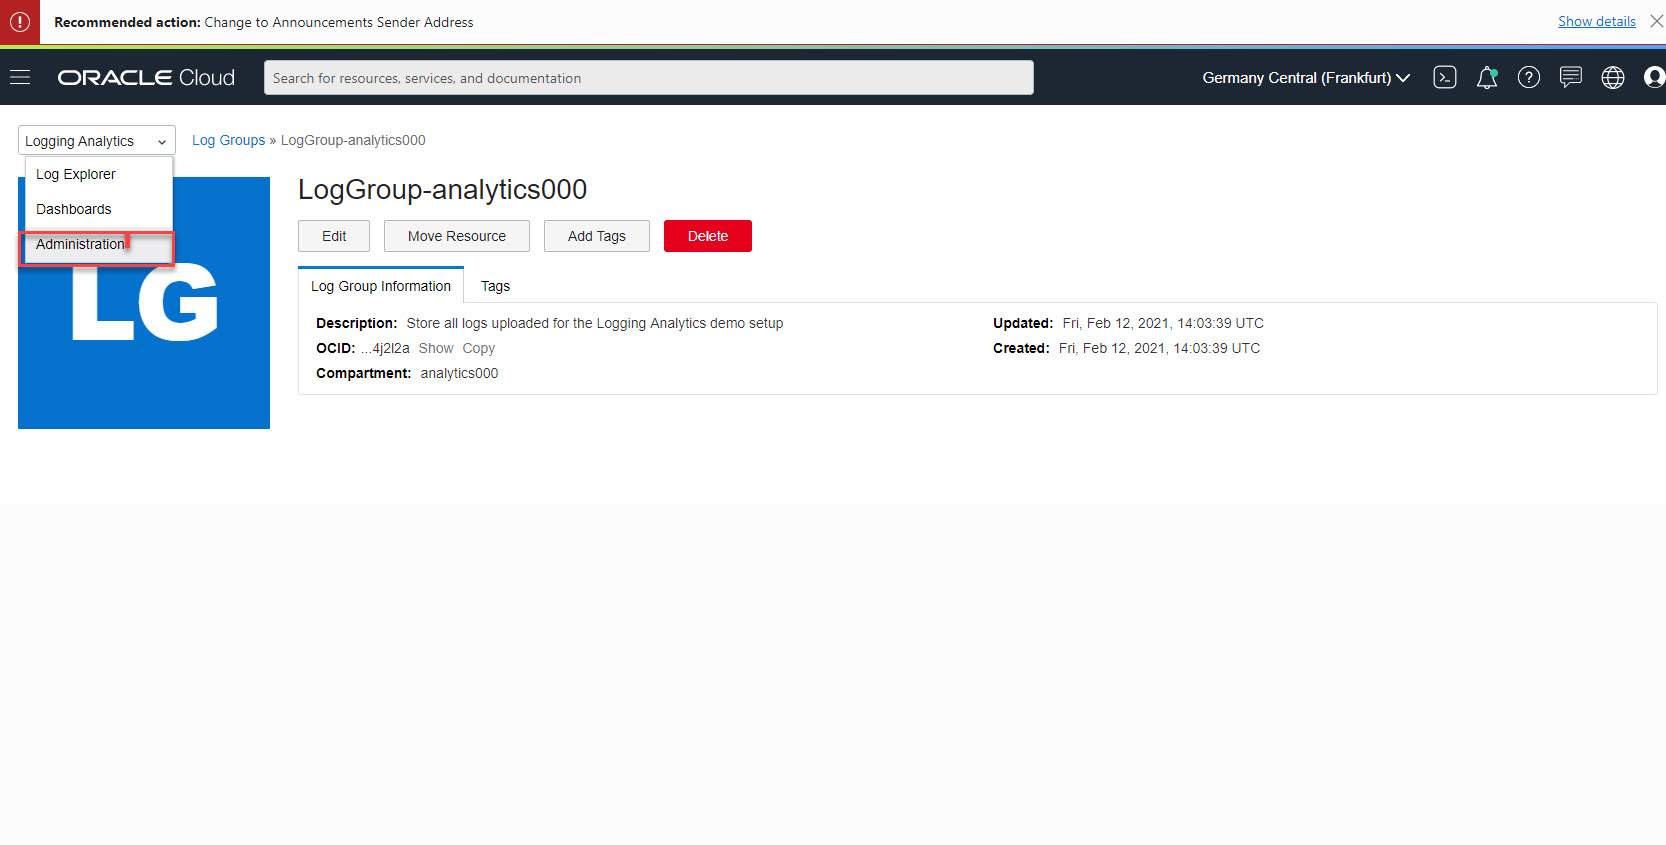 Recommended action: Change to Announcements Sender Address
Show details
ORACLE Cloud
Search for resources, services, and documentation
Germany Central (Frankfurt)
Logging Analytics
Log Groups » LogGroup-analytics000
Log Explorer
Dashboards
Administration
LG
LogGroup-analytics000
Edit
Move Resource
Add Tags
Delete
Log Group Information
Tags
Description: Store all logs uploaded for the Logging Analytics demo setup
OCID: ...4j2l2a Show Copy
Compartment: analytics000
Updated: Fri, Feb 12, 2021, 14:03:39 UTC
Created: Fri, Feb 12, 2021, 14:03:39 UTC